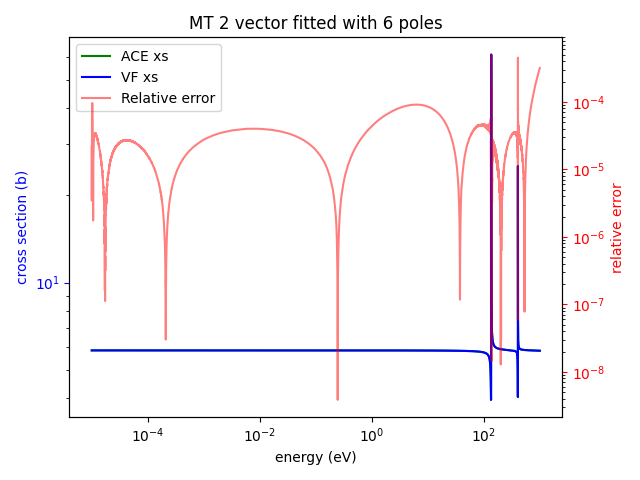 MT 2 vector fitted with 6 poles
ACE xs
VF xs
Relative error
cross section (b)
10¹
10⁻⁴
10⁻⁵
10⁻⁶
10⁻⁷
10⁻⁸
relative error
10⁻⁴ 10⁻² 10⁰ 10²
energy (eV)